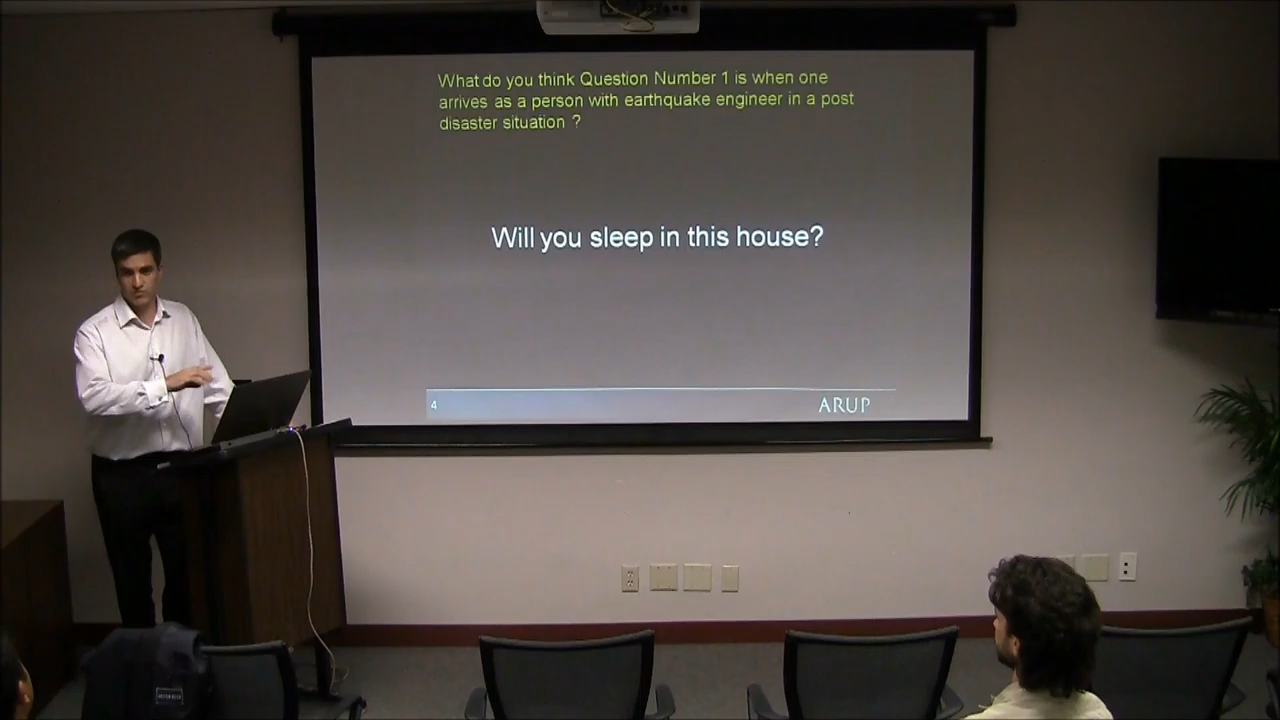 What do you think Question Number 1 is when one
arrives as a person with earthquake engineer in a post
disaster situation ?
Will you sleep in this house?
4
ARUP